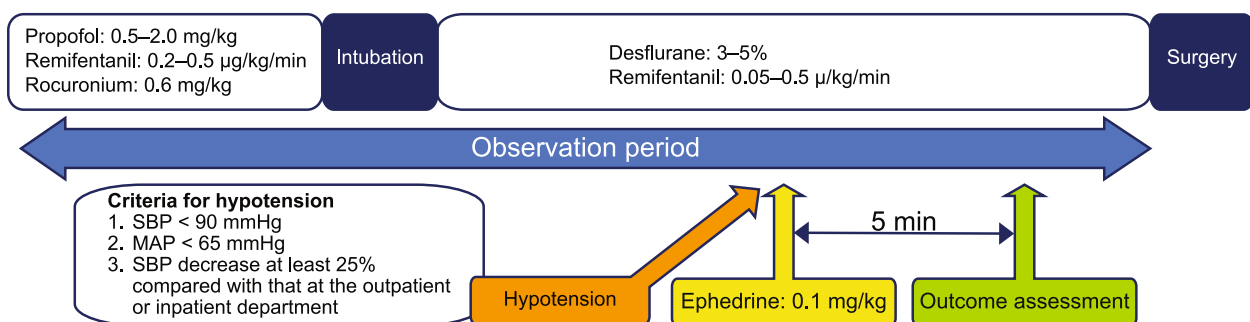 Propofol: 0.5–2.0 mg/kg
Remifentanil: 0.2–0.5 μg/kg/min
Rocuronium: 0.6 mg/kg
Intubation
Desflurane: 3–5%
Remifentanil: 0.05–0.5 μ/kg/min
Surgery
Observation period
Criteria for hypotension
1. SBP < 90 mmHg
2. MAP < 65 mmHg
3. SBP decrease at least 25%
compared with that at the outpatient
or inpatient department
5 min
Hypotension
Ephedrine: 0.1 mg/kg
Outcome assessment